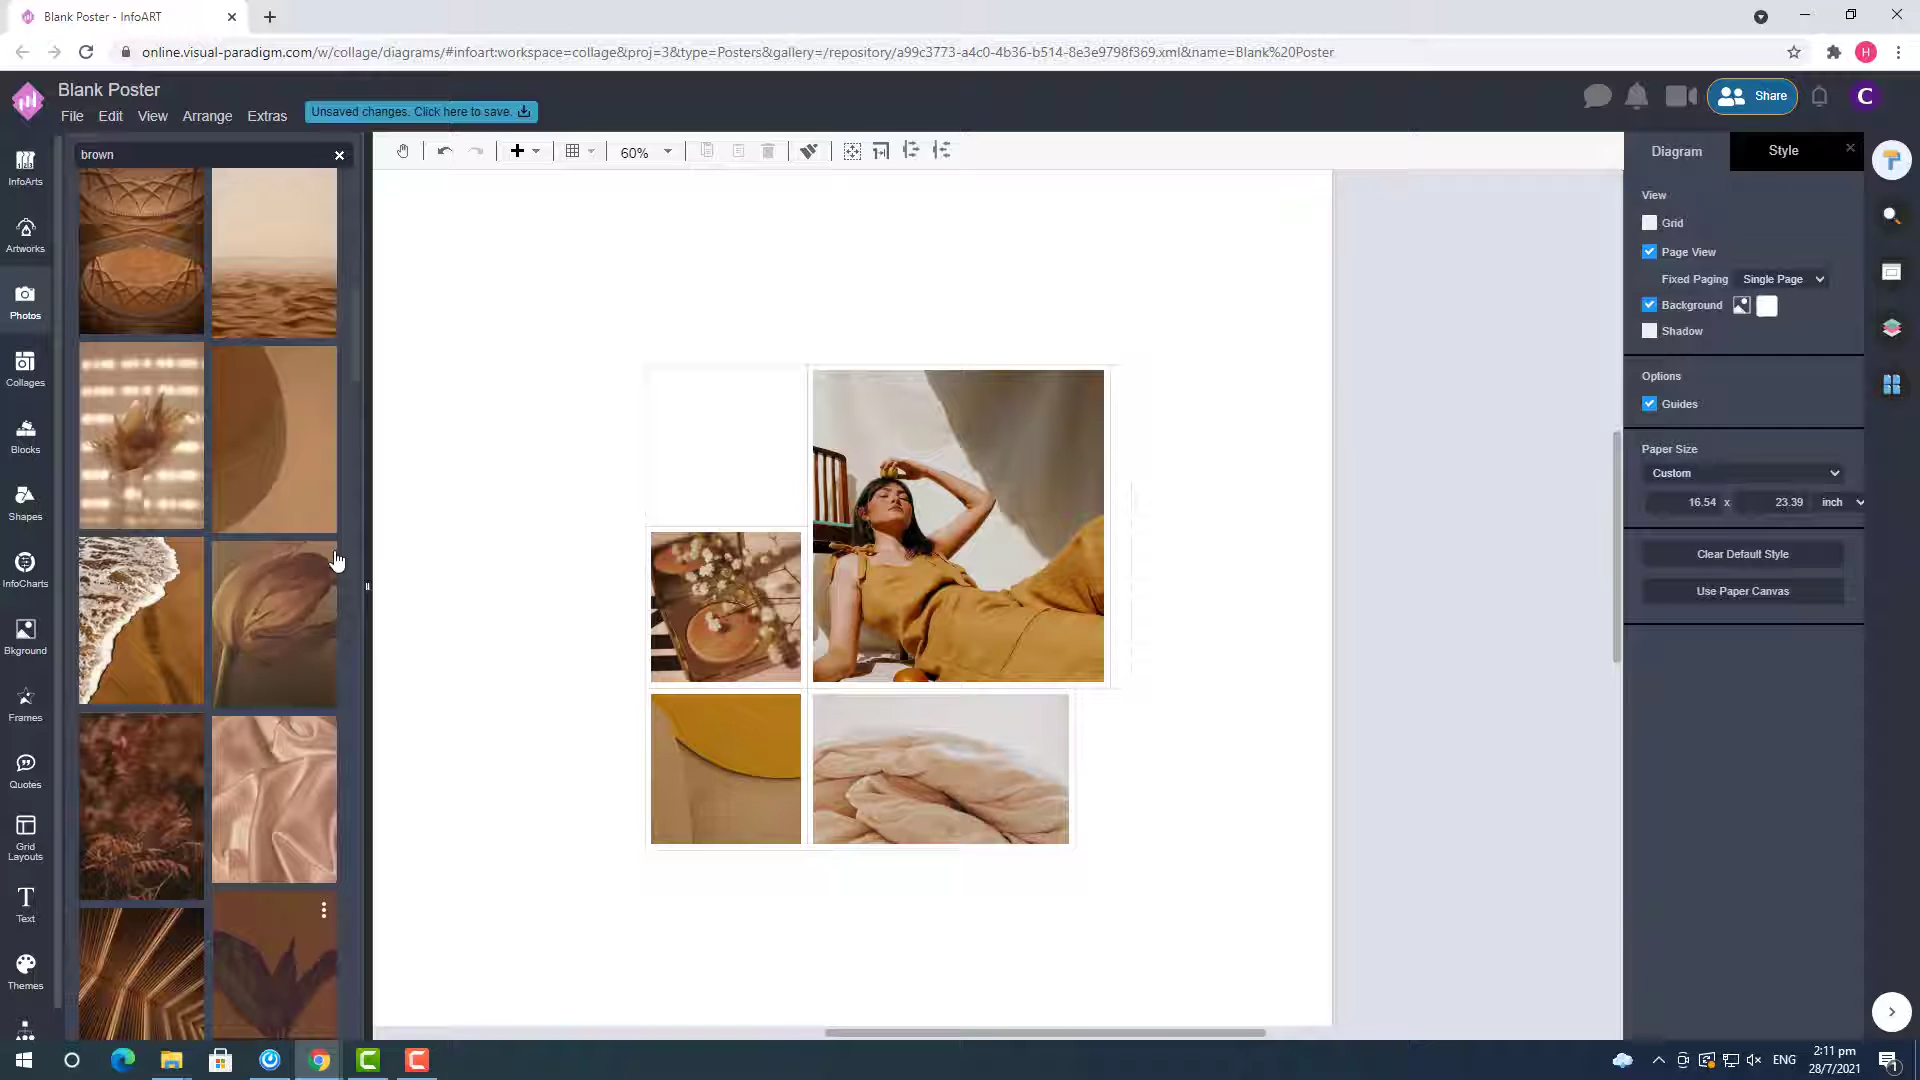 Blank Poster - InfoART
online.visual-paradigm.com/w/collage/diagrams/#infoart:workspace=collage&proj=3&type=Posters&gallery=/repository/a99c3773-a4c0-4b36-b514-8e3e9798f369.xml&name=Blank%20Poster
H
Blank Poster
File Edit View Arrange Extras
Unsaved changes. Click here to save.
Share
C
brown
60%
InfoArts
Artworks
Photos
Collages
Blocks
Shapes
InfoCharts
Bkground
Frames
Quotes
Grid
Layouts
Text
Themes
Diagram
Style
View
Grid
Page View
Fixed Paging Single Page
Background
Shadow
Options
Guides
Paper Size
Custom
16.54 x 23.39 inch
Clear Default Style
Use Paper Canvas
ENG
2:11 pm
28/7/2021
1